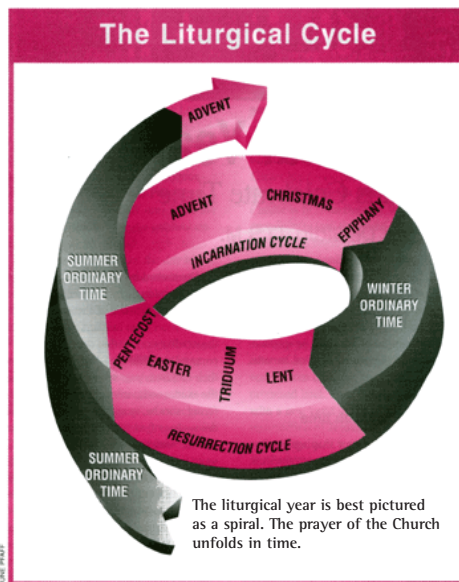 The Liturgical Cycle
ADVENT
ADVENT
CHRISTMAS
EPIPHANY
INCARNATION CYCLE
SUMMER
ORDINARY
TIME
WINTER
ORDINARY
TIME
PENTECOST
EASTER
TRIDUUM
LENT
RESURRECTION CYCLE
SUMMER
ORDINARY
TIME
The liturgical year is best pictured
as a spiral. The prayer of the Church
unfolds in time.